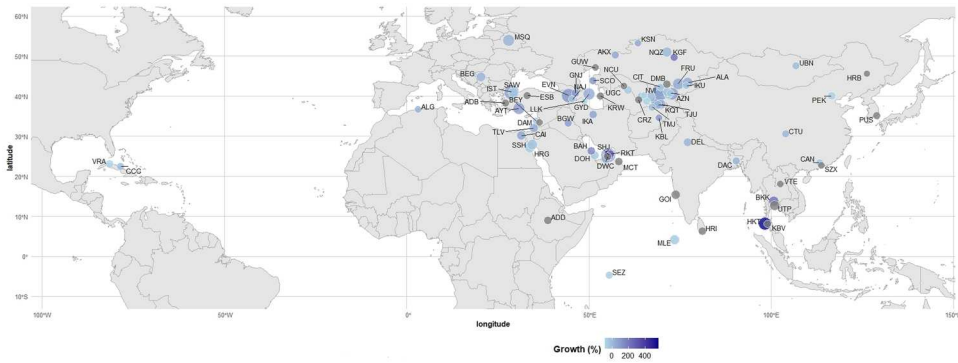 60°N
50°N
40°N
30°N
20°N
10°N
0°
10°S
latitude
100°W
50°W
0°
50°E
100°E
150°E
longitude
MSQ
KSN
AKX
NQZ
KGF
UBN
HRB
BEG
GUW
NCU
GNJ
SCO
CIT
DMB
FRU
ALA
IKU
IST
SAW
EVN
NAJ
UGC
NVI
AZN
PEK
ALG
ADB
BEY
ESB
LLK
GYD
KRW
TJU
PUS
AYT
DAM
BGW
IKA
CRZ
TMJ
KBL
TLV
CAI
CTU
SSH
HRG
BAH
SHJ
RKT
DEL
DOH
DWC
MCT
DAC
CAN
SZX
VRA
CCC
VTE
GOI
BKK
UTP
ADD
HRI
HKT
KBV
MLE
SEZ
Growth (%)
0 200 400